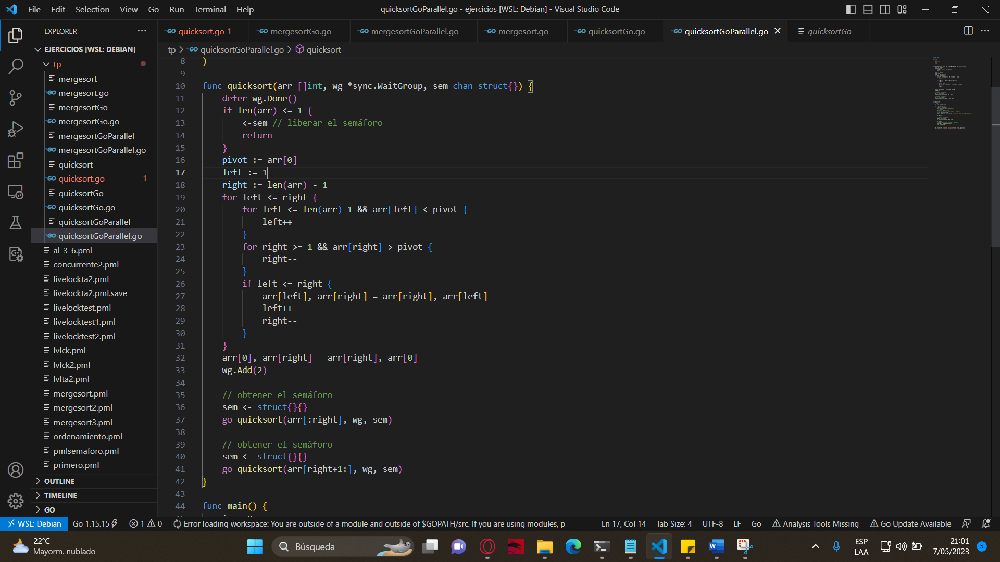 File Edit Selection View Go Run Terminal Help
quicksortGoParallel.go - ejercicios [WSL: Debian] - Visual Studio Code
EXPLORER
EJERCICIOS [WSL: DEBIAN]
tp
mergesort
mergesort.go
mergesortGo
mergesortGo.go
mergesortGoParallel
mergesortGoParallel.go
quicksort
quicksort.go 1
quicksortGo
quicksortGo.go
quicksortGoParallel
quicksortGoParallel.go
al_3_6.pml
concurrente2.pml
livelockta2.pml
livelockta2.pml.save
livelocktest.pml
livelocktest1.pml
livelocktest2.pml
lvlck.pml
lvlck2.pml
lvlta2.pml
mergesort.pml
mergesort2.pml
mergesort3.pml
ordenamiento.pml
pmlsemaforo.pml
primero.pml
OUTLINE
TIMELINE
GO
quicksort.go 1 mergesortGo.go mergesortGoParallel.go mergesort.go quicksortGo.go quicksortGoParallel.go quicksortGo
tp > quicksortGoParallel.go > quicksort
8 )
9
10 func quicksort(arr []int, wg *sync.WaitGroup, sem chan struct{}) {
11     defer wg.Done()
12     if len(arr) <= 1 {
13         <-sem // liberar el semáforo
14         return
15     }
16     pivot := arr[0]
17     left := 1
18     right := len(arr) - 1
19     for left <= right {
20         for left <= len(arr)-1 && arr[left] < pivot {
21             left++
22         }
23         for right >= 1 && arr[right] > pivot {
24             right--
25         }
26         if left <= right {
27             arr[left], arr[right] = arr[right], arr[left]
28             left++
29             right--
30         }
31     }
32     arr[0], arr[right] = arr[right], arr[0]
33     wg.Add(2)
34
35     // obtener el semáforo
36     sem <- struct{}{}
37     go quicksort(arr[:right], wg, sem)
38
39     // obtener el semáforo
40     sem <- struct{}{}
41     go quicksort(arr[right+1:], wg, sem)
42 }
43
44 func main() {
WSL: Debian Go 1.15.15 1 0 Error loading workspace: You are outside of a module and outside of $GOPATH/src. If you are using modules, p Ln 17, Col 14 Tab Size: 4 UTF-8 LF Go Analysis Tools Missing Go Update Available
22°C
Mayorm. nublado
Búsqueda
ESP
LAA
21:01
7/05/2023
5